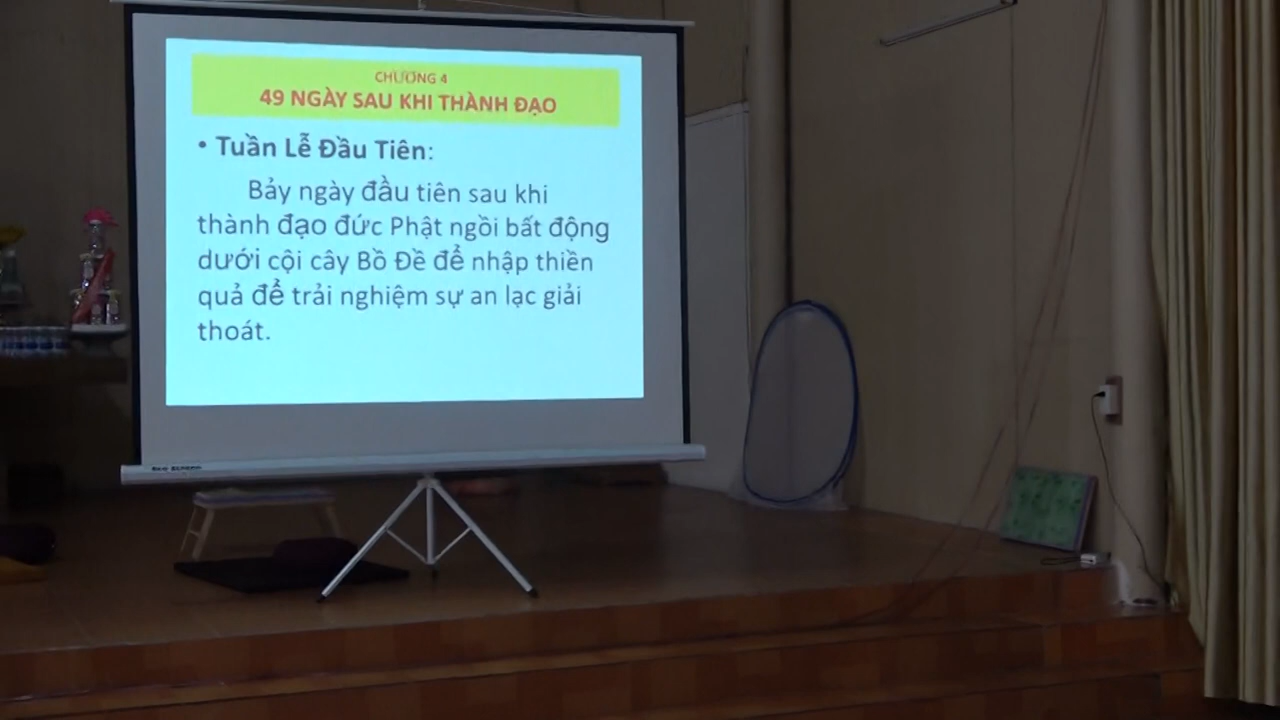 CHƯƠNG 4
49 NGÀY SAU KHI THÀNH ĐẠO
• Tuần Lễ Đầu Tiên:
Bảy ngày đầu tiên sau khi
thành đạo đức Phật ngồi bất động
dưới cội cây Bồ Đề để nhập thiền
quả để trải nghiệm sự an lạc giải
thoát.